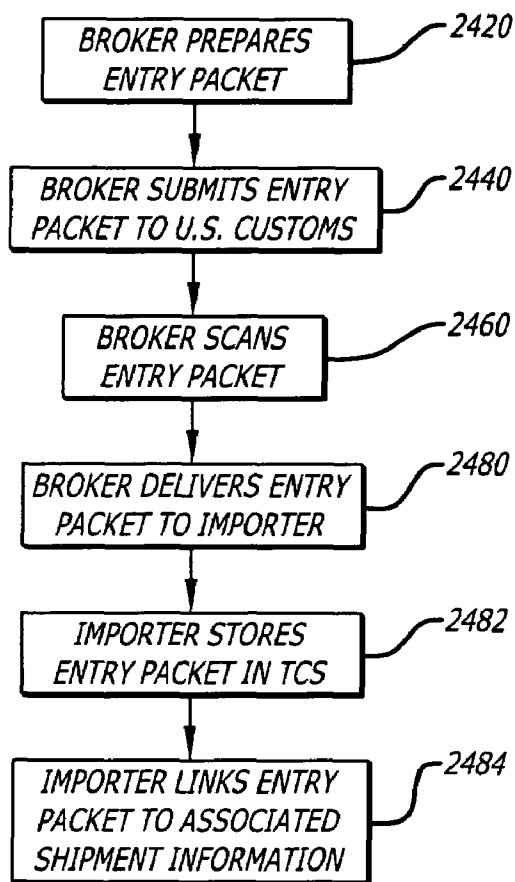 BROKER PREPARES
ENTRY PACKET
2420
BROKER SUBMITS ENTRY
PACKET TO U.S. CUSTOMS
2440
BROKER SCANS
ENTRY PACKET
2460
BROKER DELIVERS ENTRY
PACKET TO IMPORTER
2480
IMPORTER STORES
ENTRY PACKET IN TCS
2482
IMPORTER LINKS ENTRY
PACKET TO ASSOCIATED
SHIPMENT INFORMATION
2484